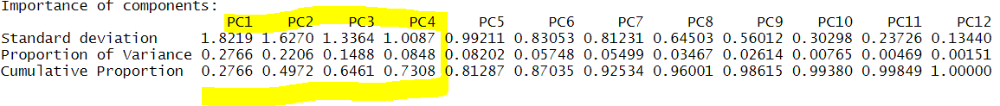 Importance of components:
PC1 PC2 PC3 PC4 PC5 PC6 PC7 PC8 PC9 PC10 PC11 PC12
Standard deviation 1.8219 1.6270 1.3364 1.0087 0.99211 0.83053 0.81231 0.64503 0.56012 0.30298 0.23726 0.13440
Proportion of Variance 0.2766 0.2206 0.1488 0.0848 0.08202 0.05748 0.05499 0.03467 0.02614 0.00765 0.00469 0.00151
Cumulative Proportion 0.2766 0.4972 0.6461 0.7308 0.81287 0.87035 0.92534 0.96001 0.98615 0.99380 0.99849 1.00000